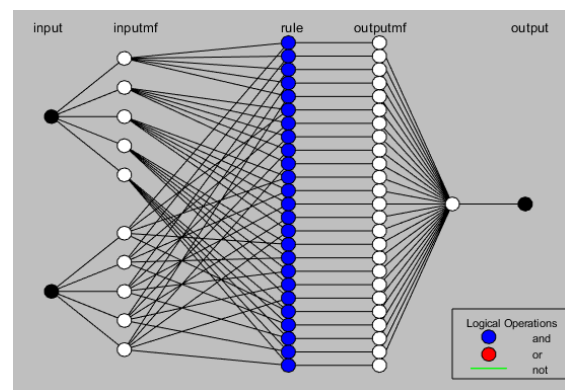 input inputmf rule outputmf output
Logical Operations
and
or
not